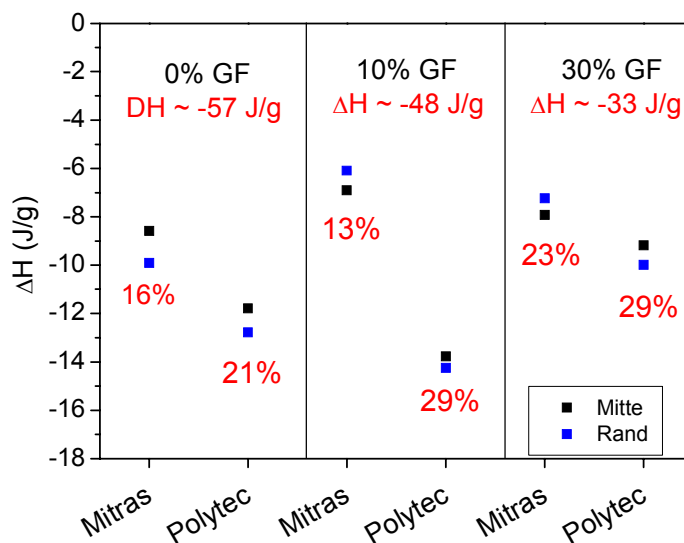 0
-2
-4
-6
-8
-10
-12
-14
-16
-18
ΔH (J/g)
0% GF
DH ~ -57 J/g
10% GF
ΔH ~ -48 J/g
30% GF
ΔH ~ -33 J/g
16%
21%
13%
29%
23%
29%
Mitte
Rand
Mitras
Polytec
Mitras
Polytec
Mitras
Polytec